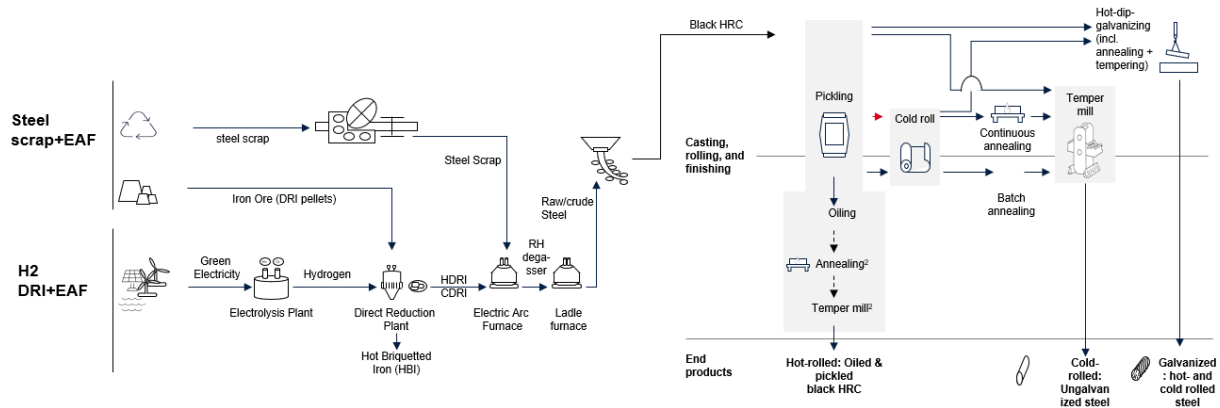 Steel
scrap+EAF
steel scrap
Steel Scrap
Iron Ore (DRI pellets)
Raw/crude
Steel
H2
DRI+EAF
Green
Electricity
Electrolysis Plant
Hydrogen
Direct Reduction
Plant
HDRI
CDRI
Hot Briquetted
Iron (HBI)
Electric Arc
Furnace
RH
dega-
sser
Ladle
furnace
Black HRC
Casting,
rolling, and
finishing
Pickling
Cold roll
Continuous
annealing
Batch
annealing
Temper
mill
Hot-dip-
galvanizing
(incl.
annealing +
tempering)
Oiling
Annealing²
Temper mill²
End
products
Hot-rolled: Oiled &
pickled
black HRC
Cold-
rolled:
Ungalvan
ized steel
Galvanized
: hot- and
cold rolled
steel